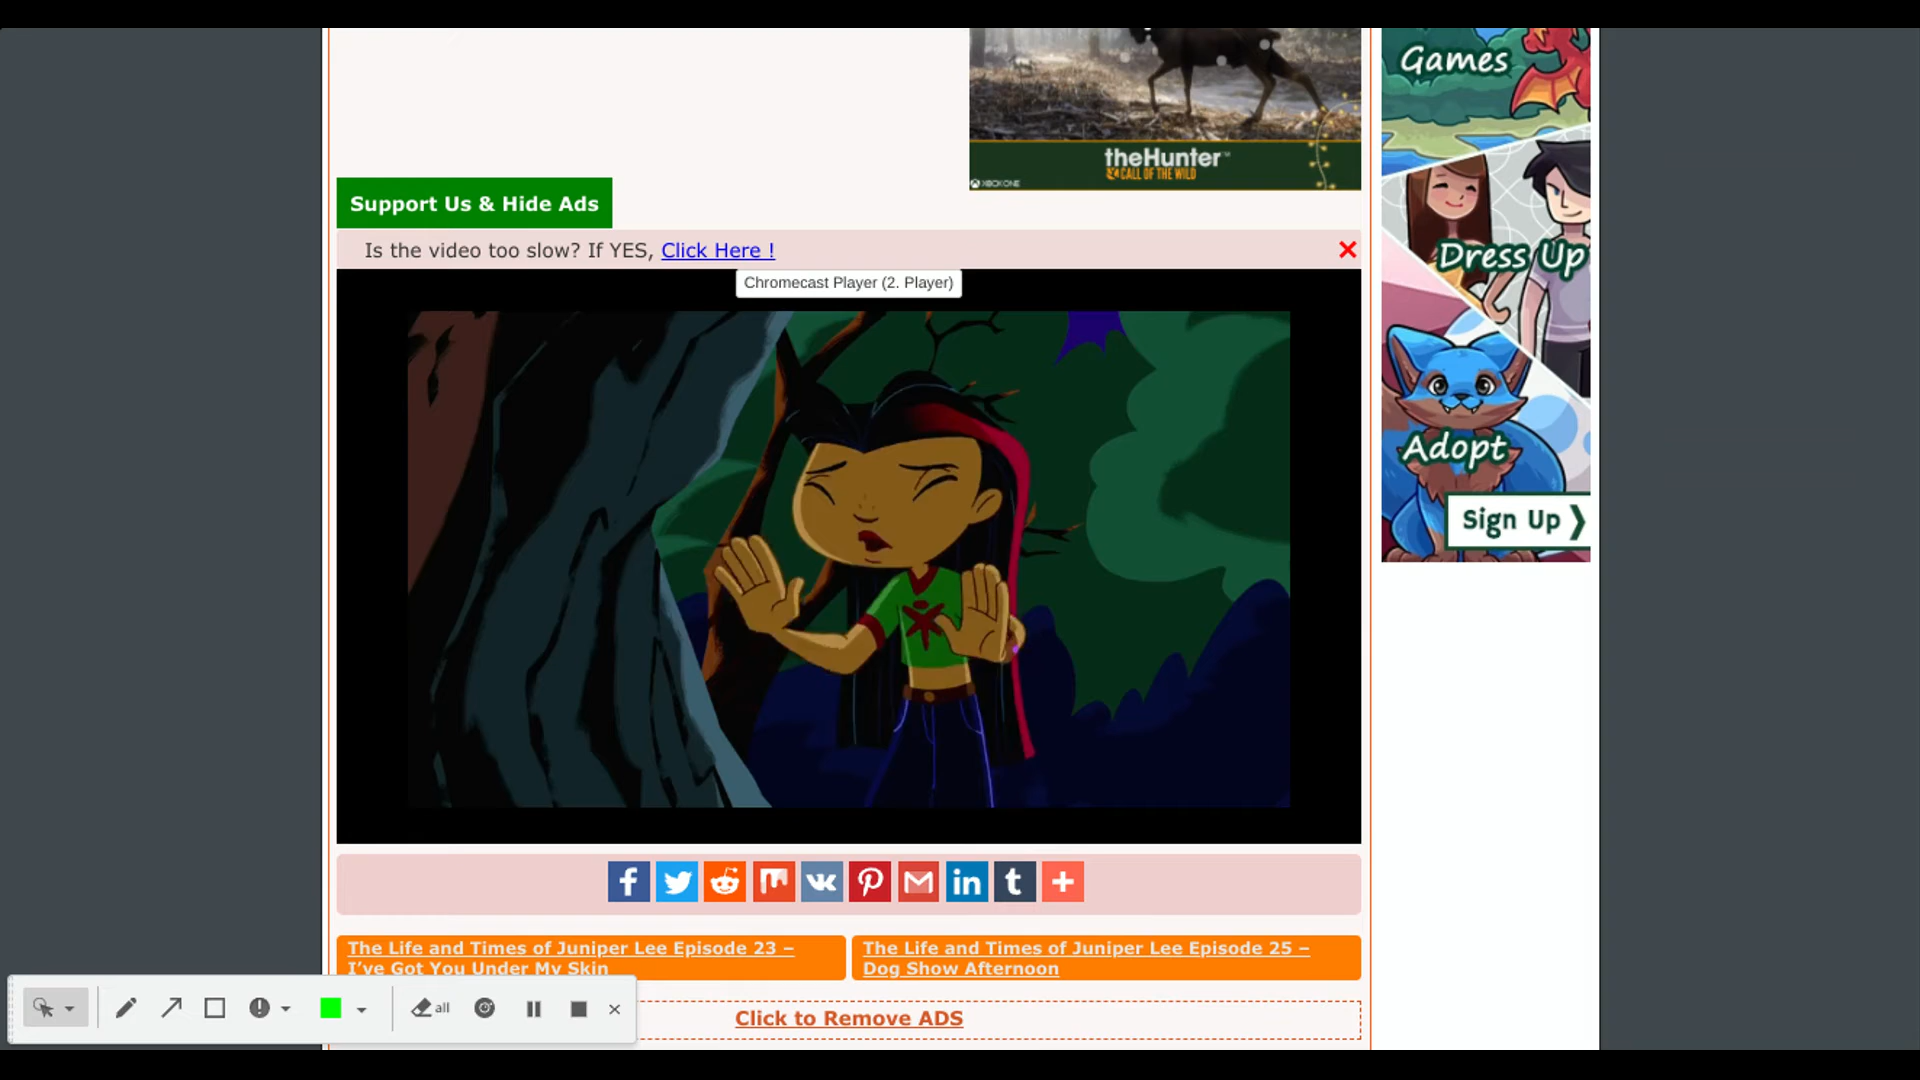 Games
theHunter™
CALL OF THE WILD
XBOX ONE
Support Us & Hide Ads
Is the video too slow? If YES, Click Here !
Chromecast Player (2. Player)
Dress Up
Adopt
Sign Up
The Life and Times of Juniper Lee Episode 23 –
I’ve Got You Under My Skin
The Life and Times of Juniper Lee Episode 25 –
Dog Show Afternoon
all
Click to Remove ADS